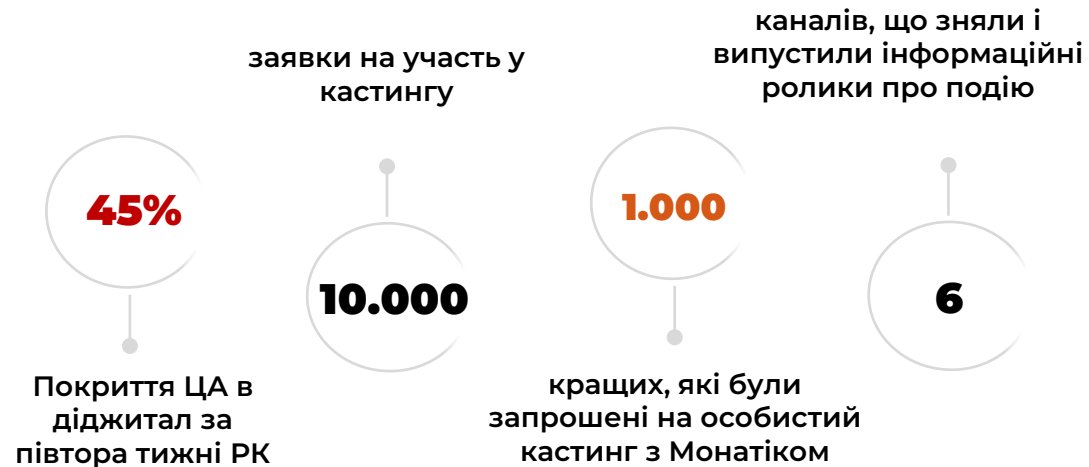 45%
Покриття ЦА в
діджитал за
півтора тижні РК
заявки на участь у
кастингу
10.000
1.000
кращих, які були
запрошені на особистий
кастинг з Монатіком
каналів, що зняли і
випустили інформаційні
ролики про подію
6